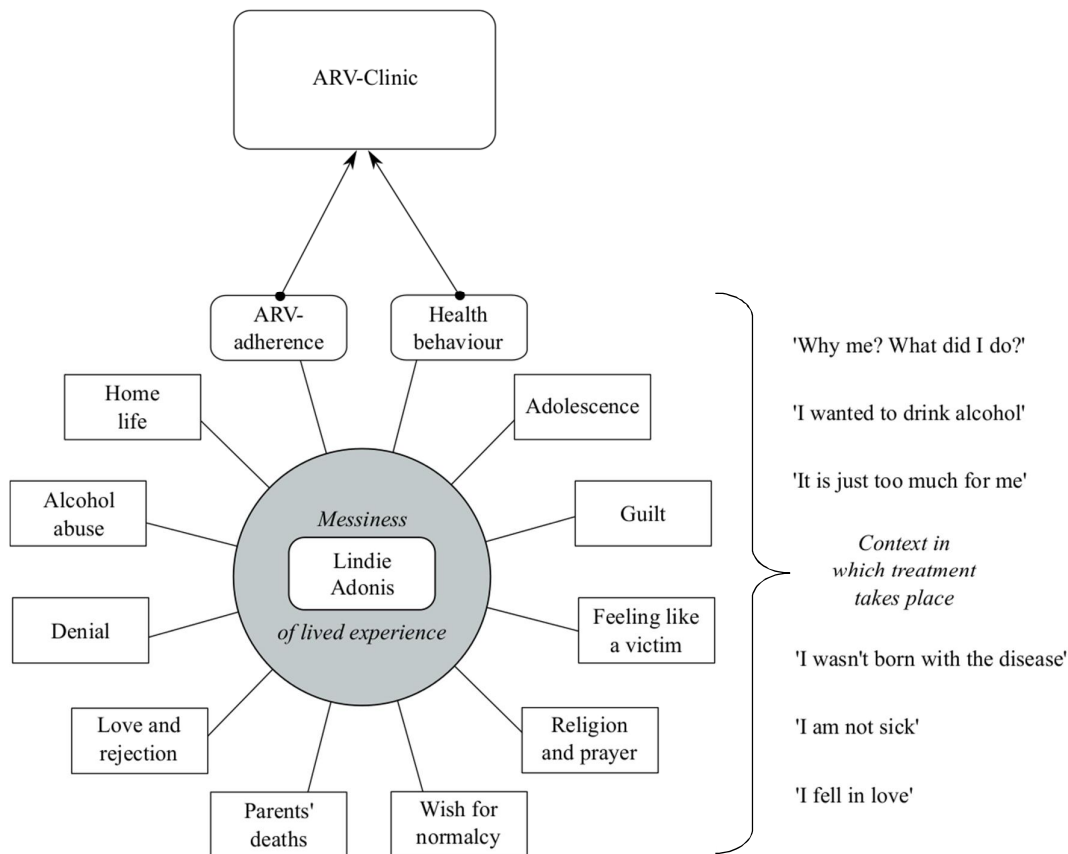 ARV-Clinic
ARV-
adherence
Health
behaviour
Home
life
Adolescence
Alcohol
abuse
Guilt
Messiness
Lindie
Adonis
of lived experience
Denial
Feeling like
a victim
Love and
rejection
Religion
and prayer
Parents'
deaths
Wish for
normalcy
'Why me? What did I do?'
'I wanted to drink alcohol'
'It is just too much for me'
Context in
which treatment
takes place
'I wasn't born with the disease'
'I am not sick'
'I fell in love'